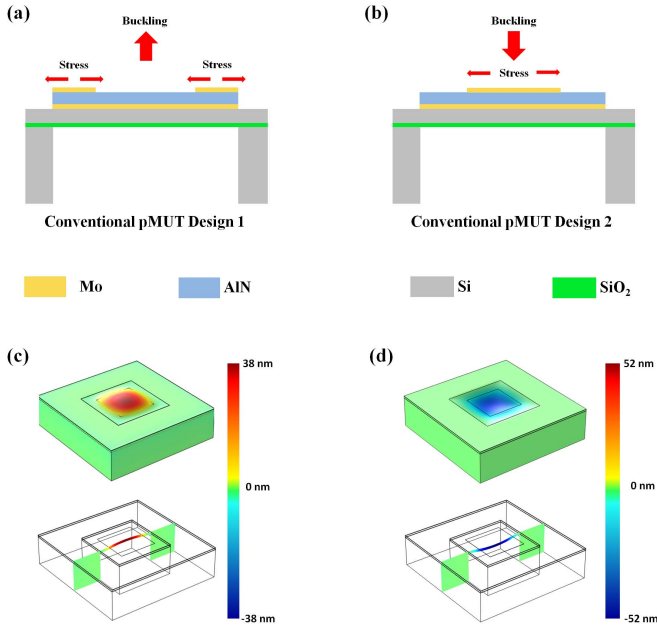 (a)
Buckling
Stress
Stress
Conventional pMUT Design 1
(b)
Buckling
Stress
Conventional pMUT Design 2
Mo
AlN
Si
SiO₂
(c)
38 nm
0 nm
-38 nm
(d)
52 nm
0 nm
-52 nm